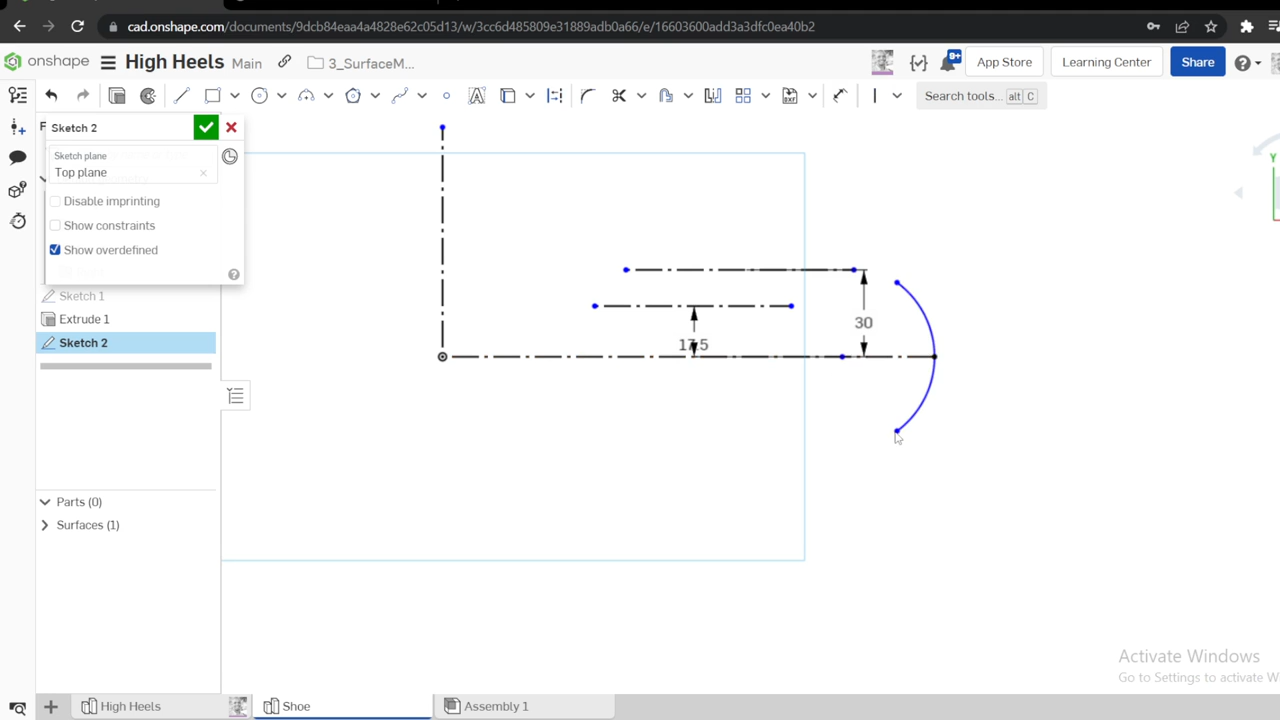 cad.onshape.com/documents/9dcb84eaa4a4828e62c05d13/w/3cc6d485809e31889adb0a66/e/16603600add3a3dfc0ea40b2
onshape High Heels Main 3_SurfaceM... App Store Learning Center Share
Search tools... alt C
Sketch 2
Sketch plane
Top plane
Disable imprinting
Show constraints
Show overdefined
Sketch 1
Extrude 1
Sketch 2
30
17.5
Y
Parts (0)
Surfaces (1)
Activate Windows
Go to Settings to activate W
High Heels Shoe Assembly 1